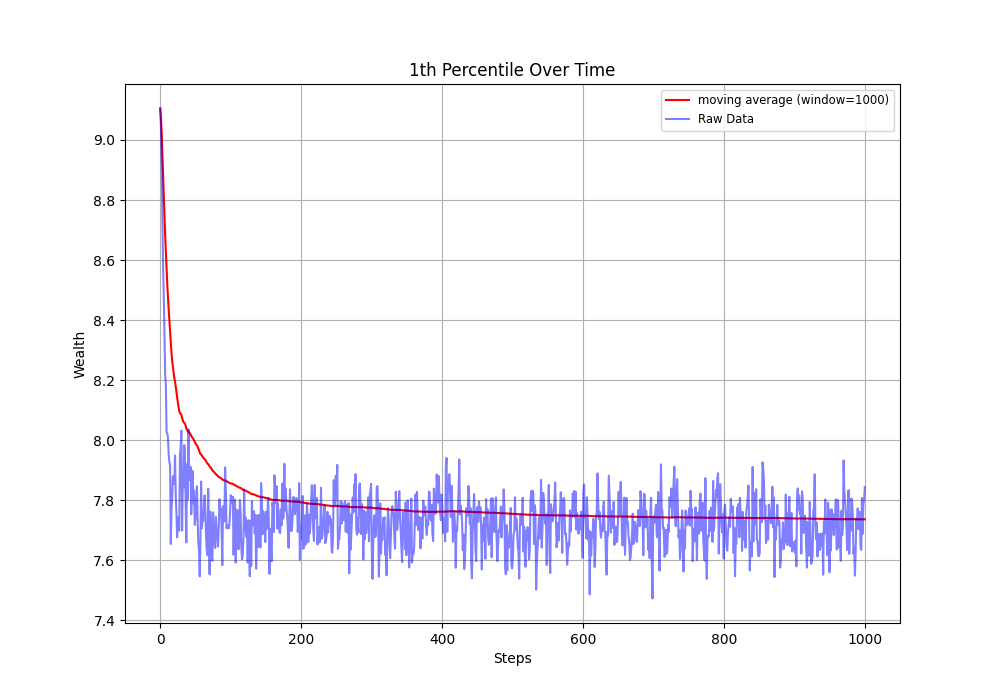 1th Percentile Over Time
moving average (window=1000)
Raw Data
Wealth
9.0
8.8
8.6
8.4
8.2
8.0
7.8
7.6
7.4
0 200 400 600 800 1000
Steps